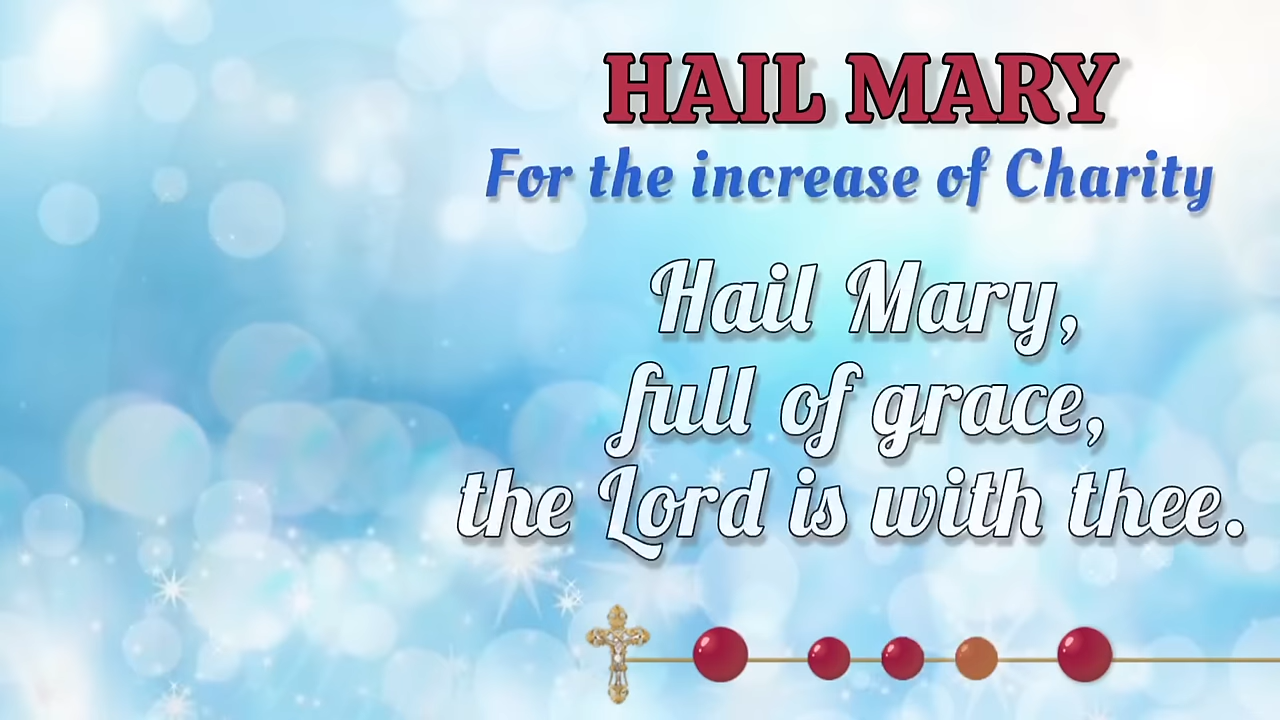 HAIL MARY
For the increase of Charity
Hail Mary,
full of grace,
the Lord is with thee.